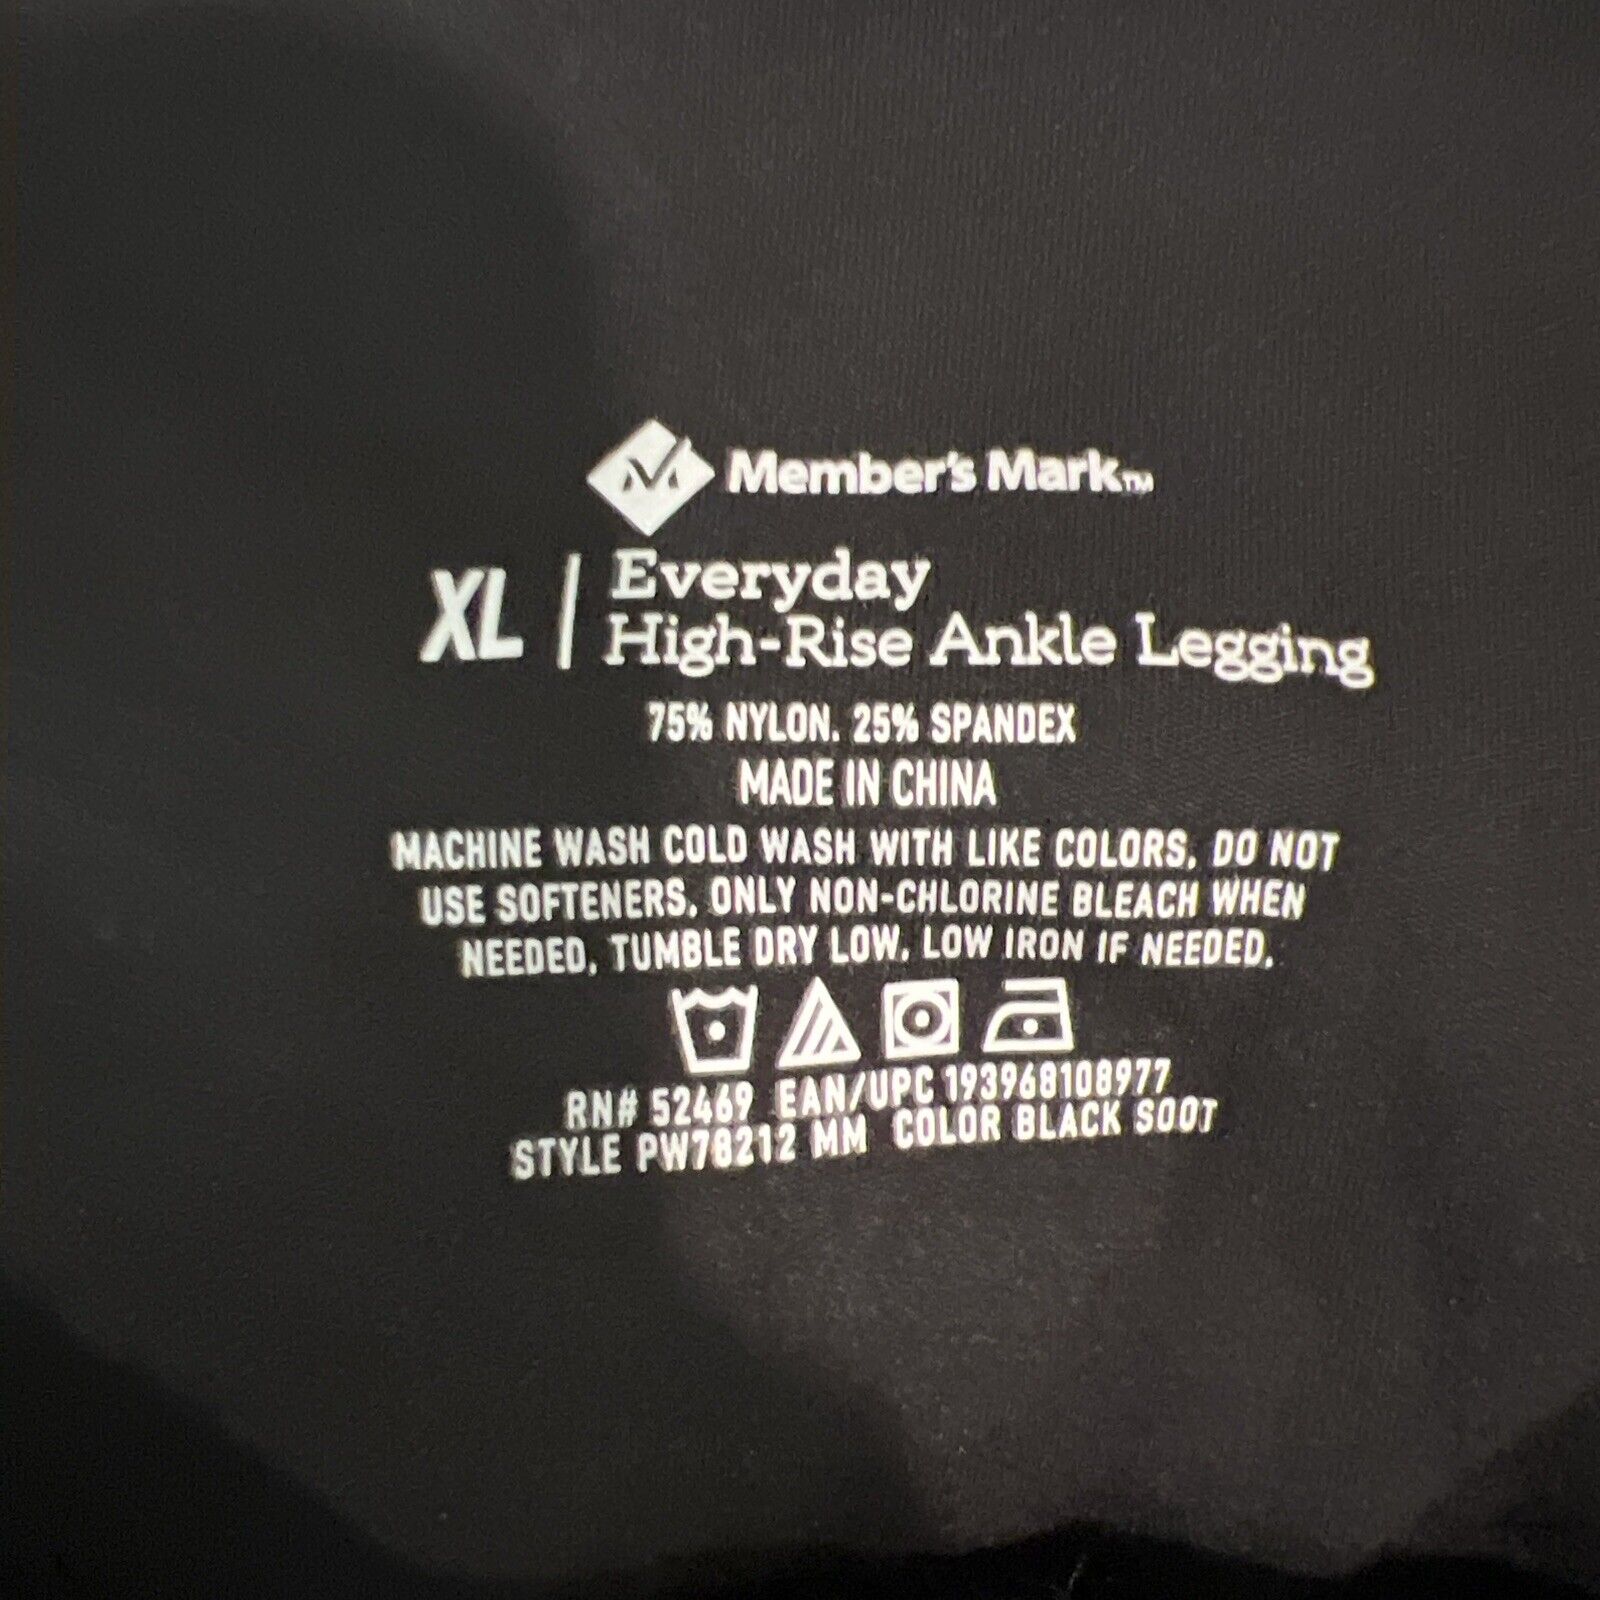 Member's Mark™
XL | Everyday
High-Rise Ankle Legging
75% NYLON. 25% SPANDEX
MADE IN CHINA
MACHINE WASH COLD WASH WITH LIKE COLORS, DO NOT
USE SOFTENERS, ONLY NON-CHLORINE BLEACH WHEN
NEEDED, TUMBLE DRY LOW, LOW IRON IF NEEDED.
RN# 52469 EAN/UPC 193968108977
STYLE PW78212 MM COLOR BLACK SOOT